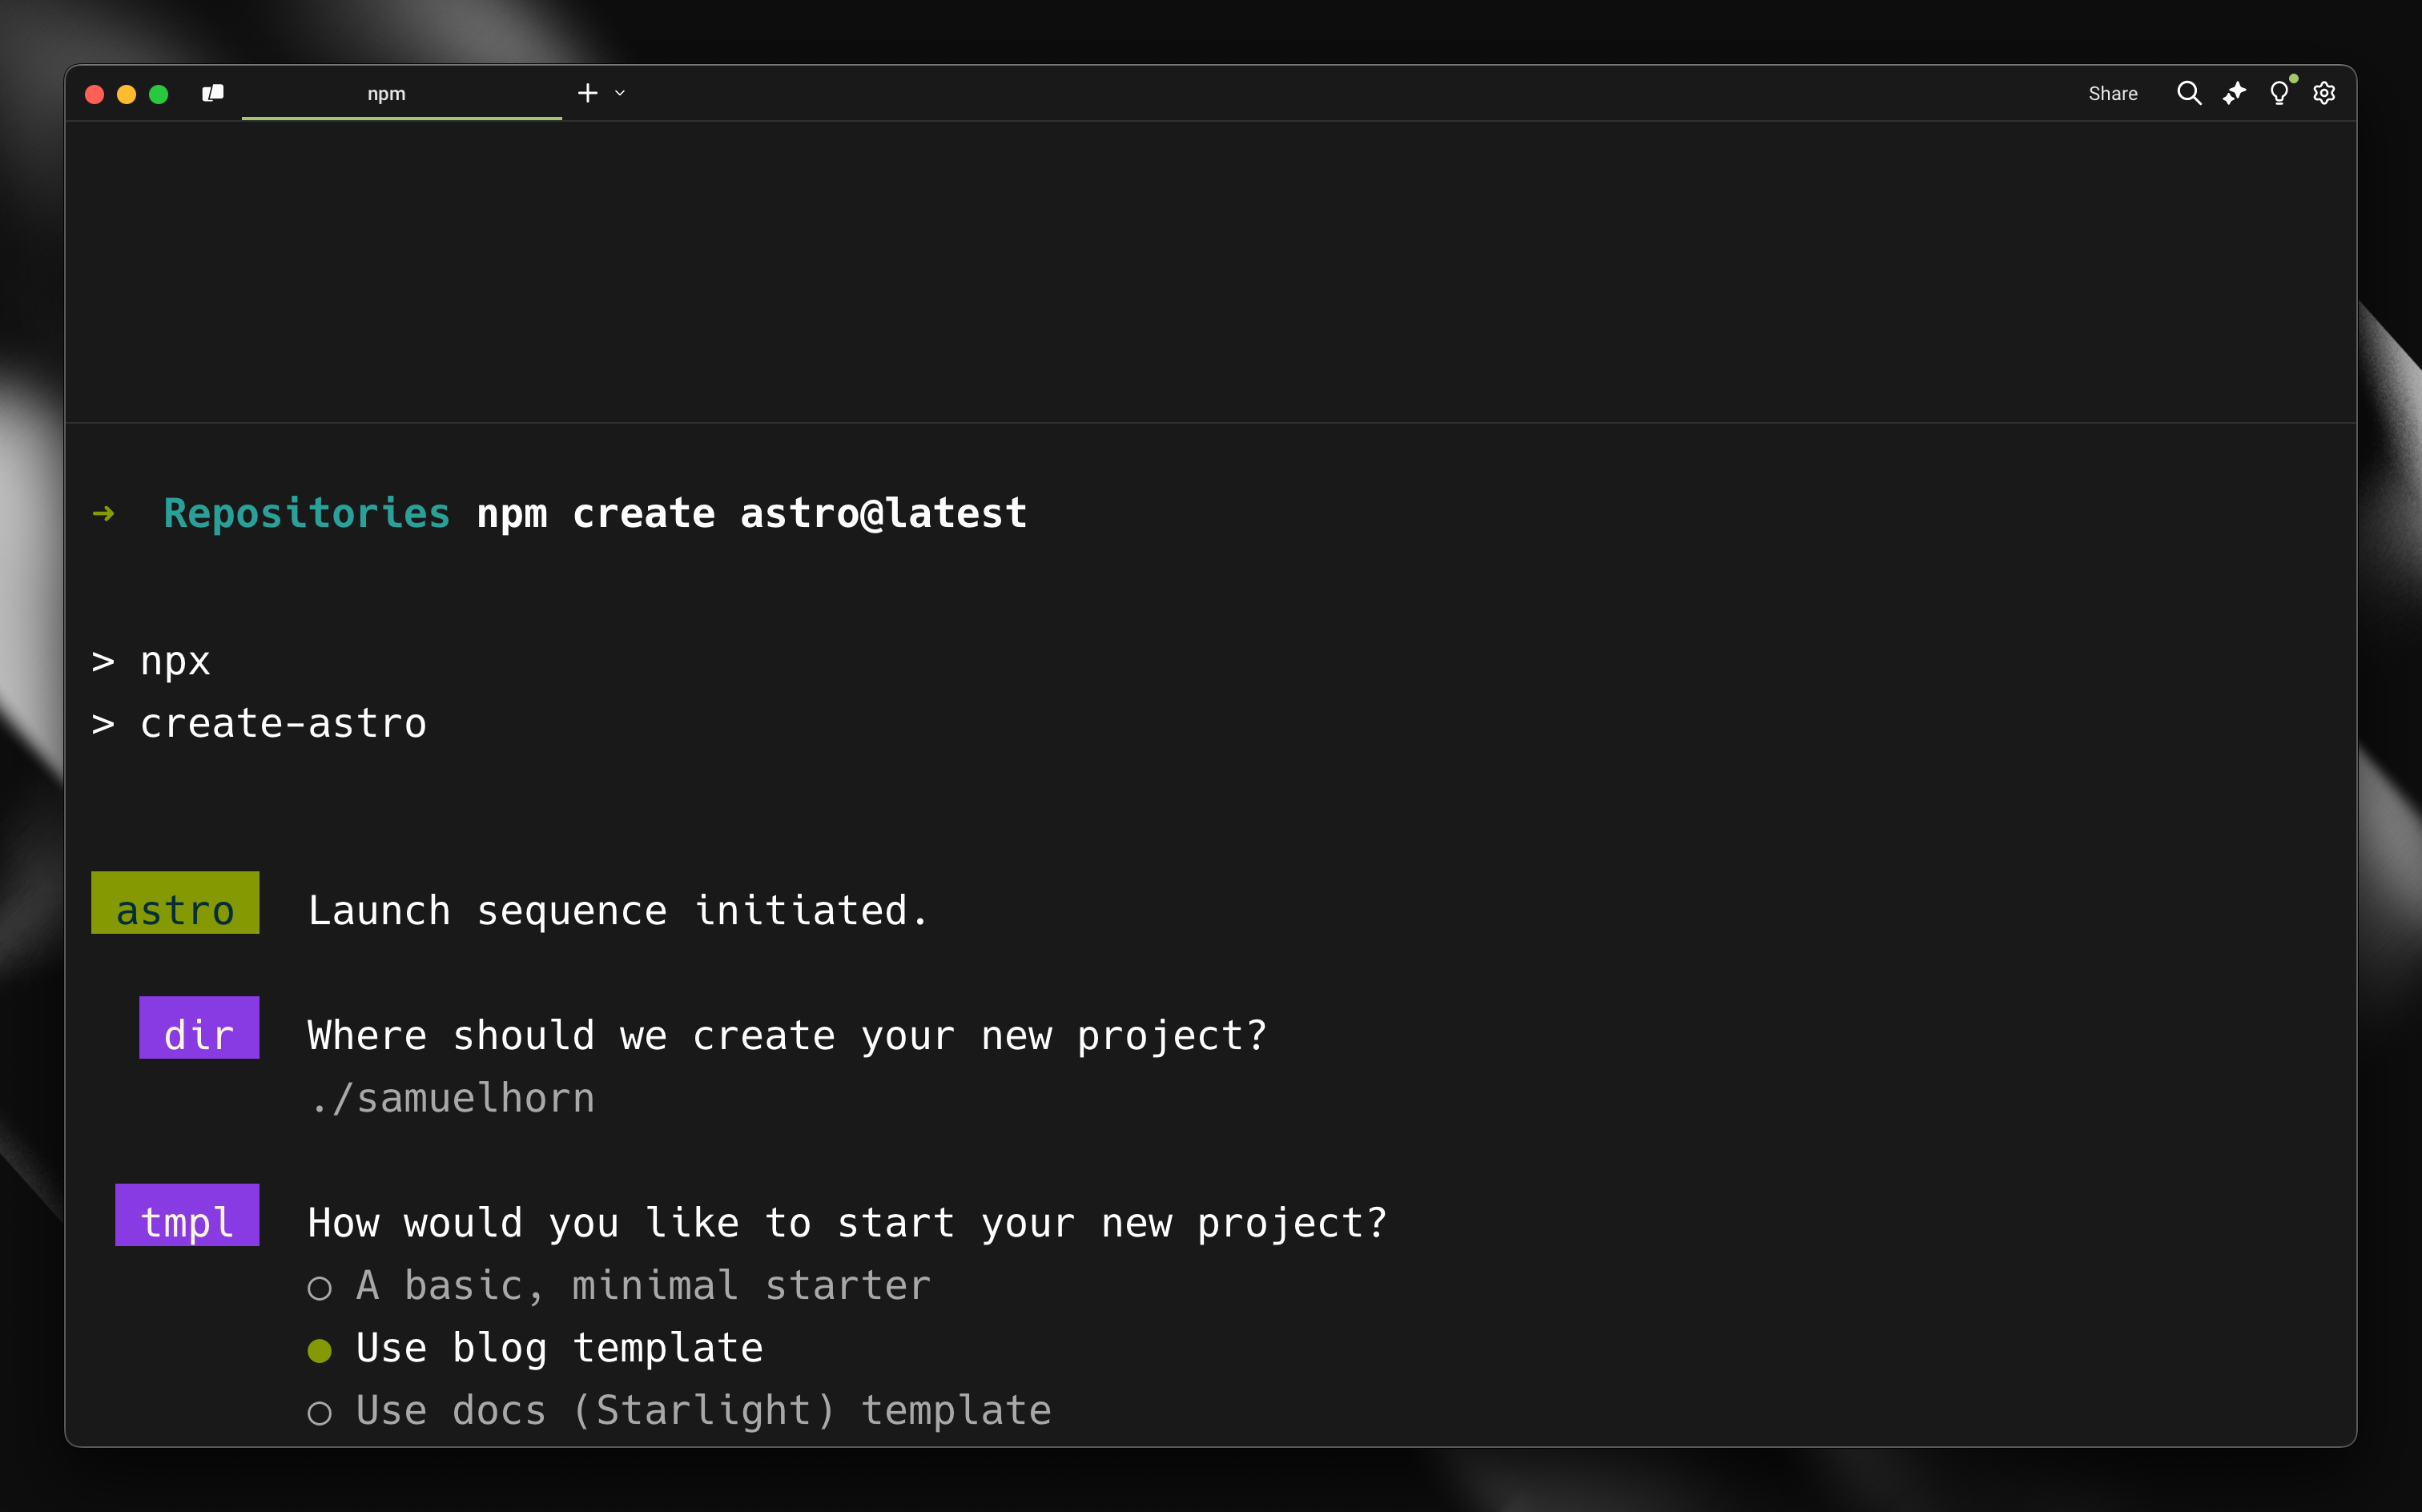 npm
Share
➜  Repositories npm create astro@latest
> npx
> create-astro
astro  Launch sequence initiated.
dir  Where should we create your new project?
./samuelhorn
tmpl  How would you like to start your new project?
○ A basic, minimal starter
● Use blog template
○ Use docs (Starlight) template